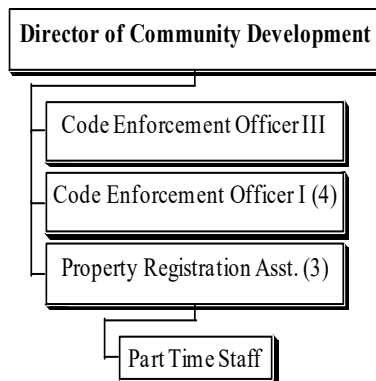 Director of Community Development
Code Enforcement Officer III
Code Enforcement Officer I (4)
Property Registration Asst. (3)
Part Time Staff